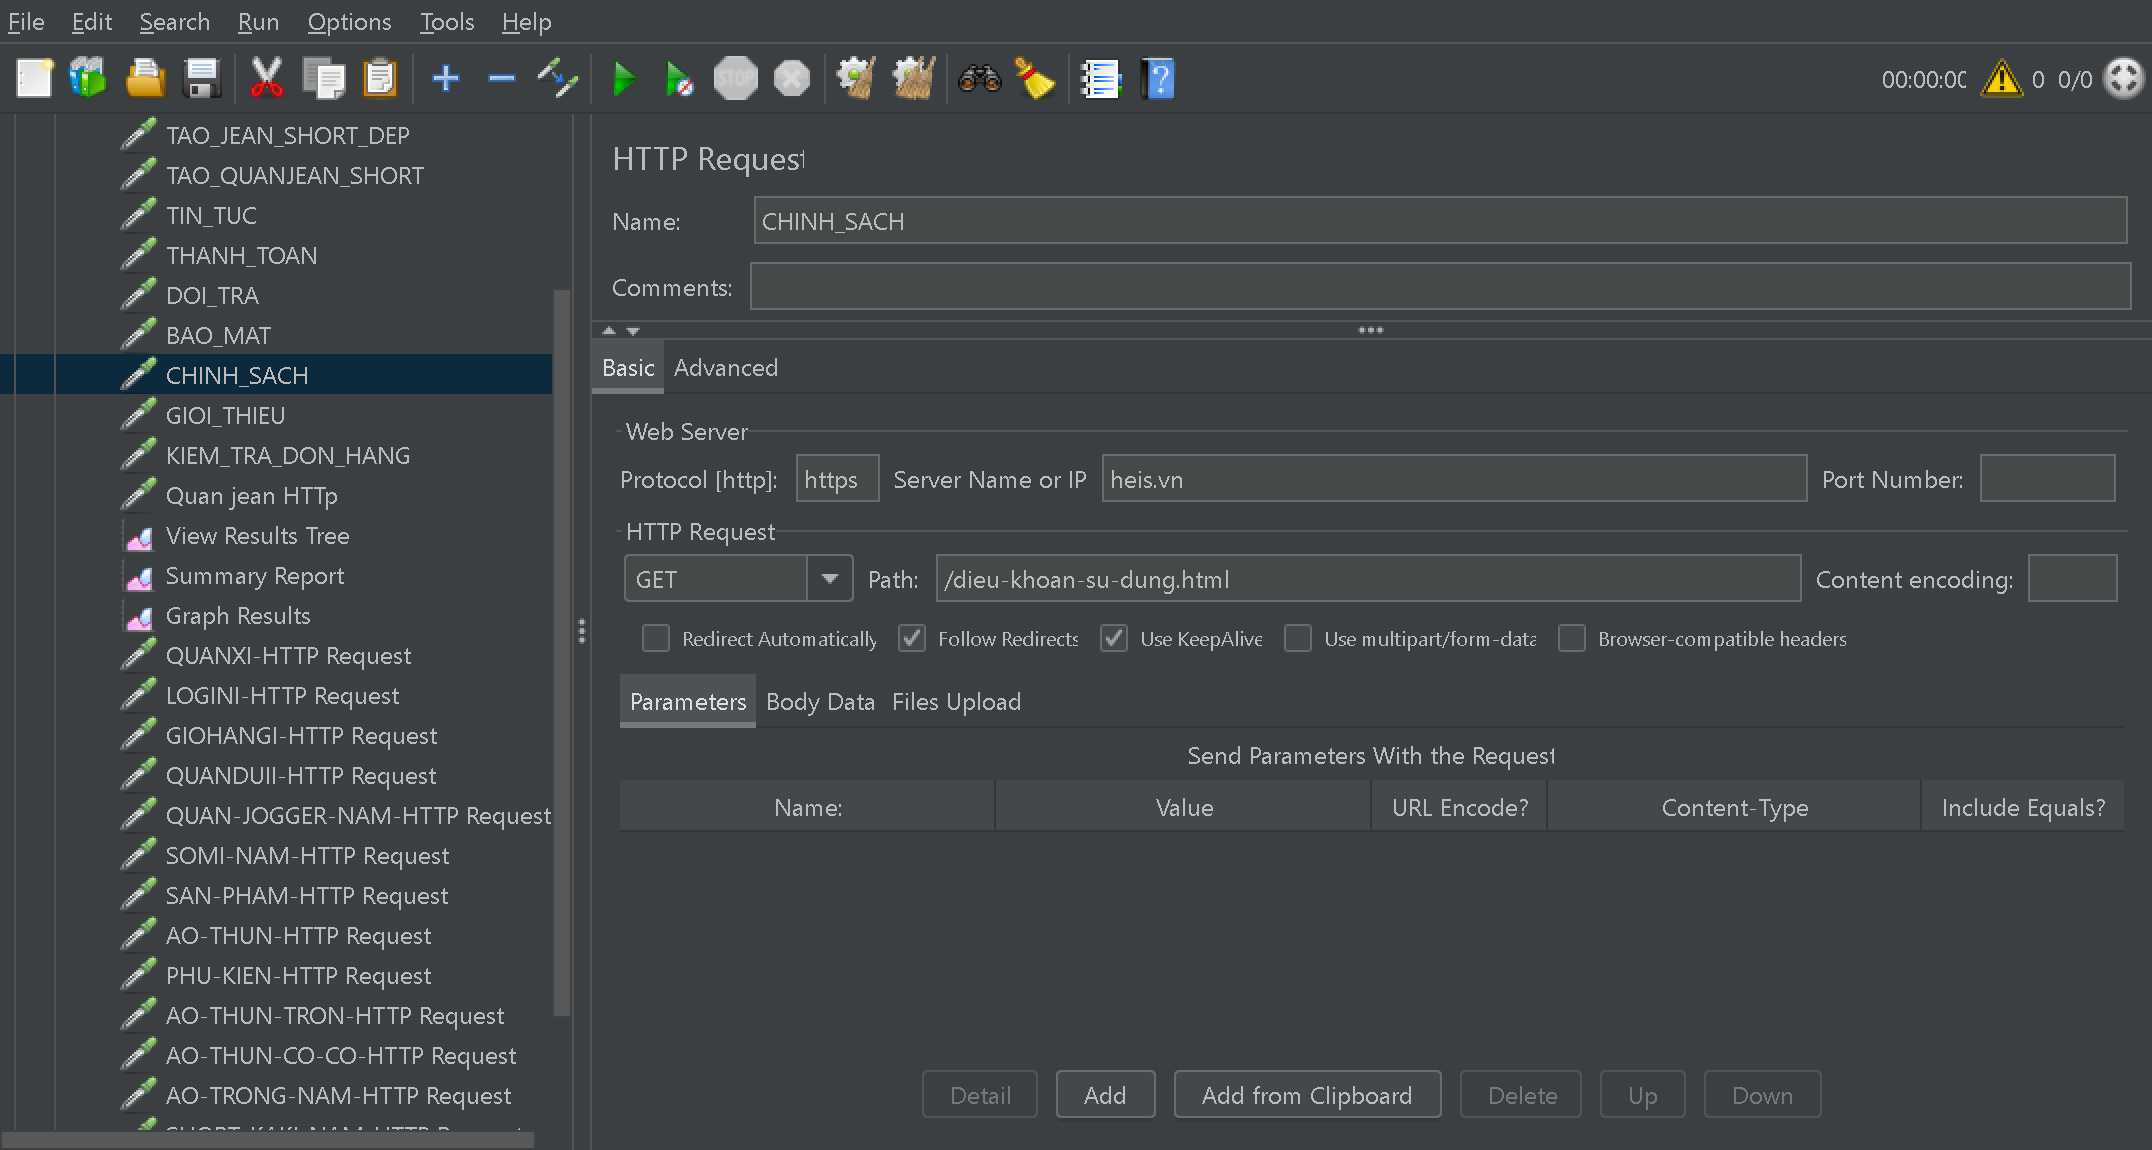 File Edit Search Run Options Tools Help
STOP
00:00:00 0 0/0
TAO_JEAN_SHORT_DEP
TAO_QUANJEAN_SHORT
TIN_TUC
THANH_TOAN
DOI_TRA
BAO_MAT
CHINH_SACH
GIOI_THIEU
KIEM_TRA_DON_HANG
Quan jean HTTp
View Results Tree
Summary Report
Graph Results
QUANXI-HTTP Request
LOGINI-HTTP Request
GIOHANGI-HTTP Request
QUANDUII-HTTP Request
QUAN-JOGGER-NAM-HTTP Request
SOMI-NAM-HTTP Request
SAN-PHAM-HTTP Request
AO-THUN-HTTP Request
PHU-KIEN-HTTP Request
AO-THUN-TRON-HTTP Request
AO-THUN-CO-CO-HTTP Request
AO-TRONG-NAM-HTTP Request
HTTP Request
Name: CHINH_SACH
Comments:
Basic Advanced
Web Server
Protocol [http]: https Server Name or IP heis.vn Port Number:
HTTP Request
GET Path: /dieu-khoan-su-dung.html Content encoding:
Redirect Automatically Follow Redirects Use KeepAlive Use multipart/form-data Browser-compatible headers
Parameters Body Data Files Upload
Send Parameters With the Request
Name: Value URL Encode? Content-Type Include Equals?
Detail Add Add from Clipboard Delete Up Down